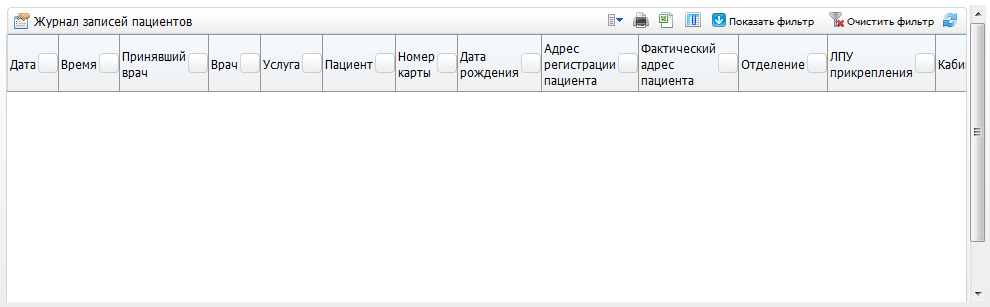 Журнал записей пациентов
Показать фильтр
Очистить фильтр
Дата
Время
Принявший
врач
Врач
Услуга
Пациент
Номер
карты
Дата
рождения
Адрес
регистрации
пациента
Фактический
адрес
пациента
Отделение
ЛПУ
прикрепления
Каби